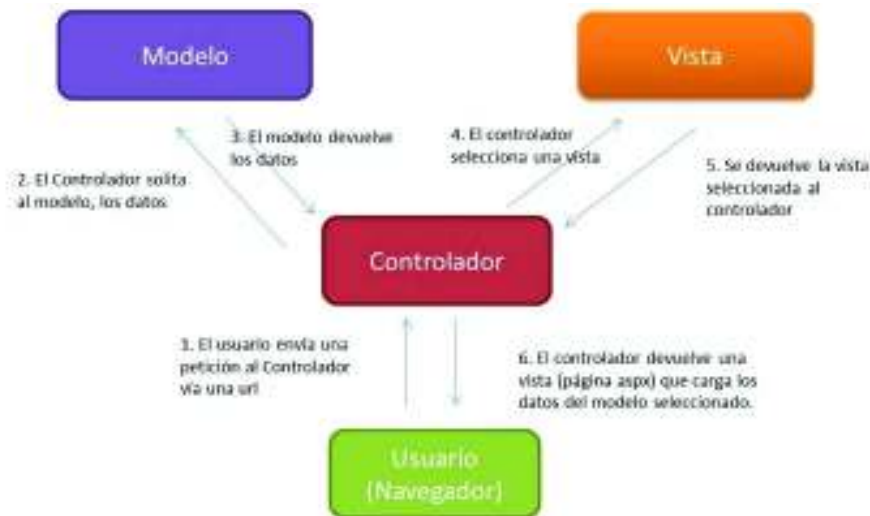 Modelo
Vista
3. El modelo devuelve
los datos
4. El controlador
selecciona una vista
2. El Controlador solita
al modelo, los datos
5. Se devuelve la vista
seleccionada al
controlador
Controlador
1. El usuario envía una
petición al Controlador
vía una url
6. El controlador devuelve una
vista (página aspx) que carga los
datos del modelo seleccionado.
Usuario
(Navegador)